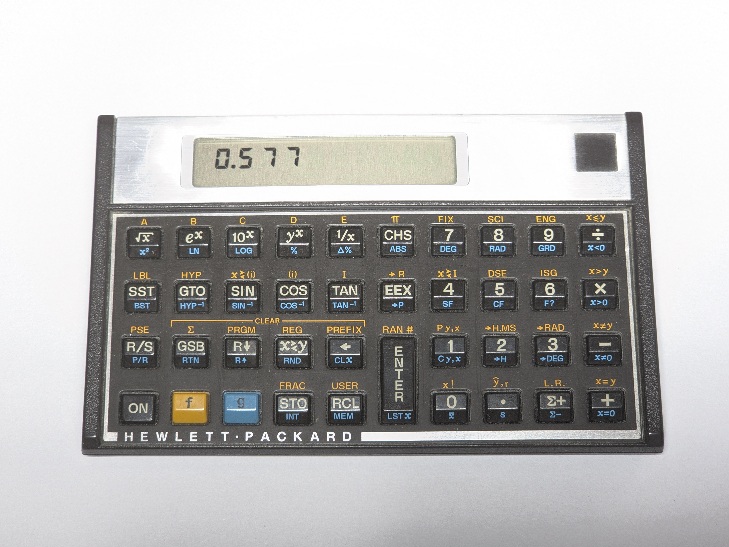 0.577
A B C D E π FIX SCI ENG x≤y
√x eˣ 10ˣ yˣ 1/x CHS 7 8 9 ÷
x² LN LOG % Δ% ABS DEG RAD GRD x<0
LBL HYP x≷(i) (i) I →R x≷I DSE ISG x>y
SST GTO SIN COS TAN EEX 4 5 6 ×
BST HYP⁻¹ SIN⁻¹ COS⁻¹ TAN⁻¹ →P SF CF F? x>0
CLEAR
PSE Σ PRGM REG PREFIX RAN # Py,x →H.MS →RAD x≠y
R/S GSB R↓ x≷y ← ENTER 1 2 3 −
P/R RTN R↑ RND CLx Cy,x →H →DEG x≠0
FRAC USER x! ŷ,r L.R. x=y
ON f g STO RCL 0 · Σ+ +
INT MEM LSTx x̄ s Σ− x=0
HEWLETT·PACKARD